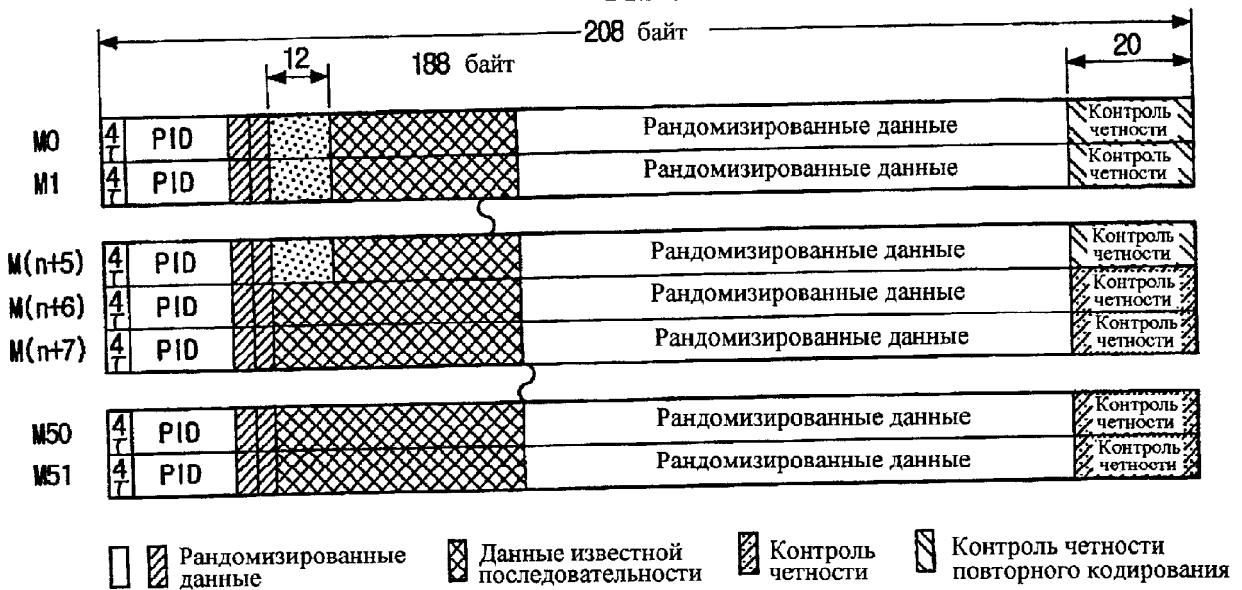 208 байт
12
188 байт
20
M0 4/T PID Рандомизированные данные Контроль четности
M1 4/T PID Рандомизированные данные Контроль четности
M(n+5) 4/T PID Рандомизированные данные Контроль четности
M(n+6) 4/T PID Рандомизированные данные Контроль четности
M(n+7) 4/T PID Рандомизированные данные Контроль четности
M50 4/T PID Рандомизированные данные Контроль четности
M51 4/T PID Рандомизированные данные Контроль четности
Рандомизированные
данные
Данные известной
последовательности
Контроль
четности
Контроль четности
повторного кодирования